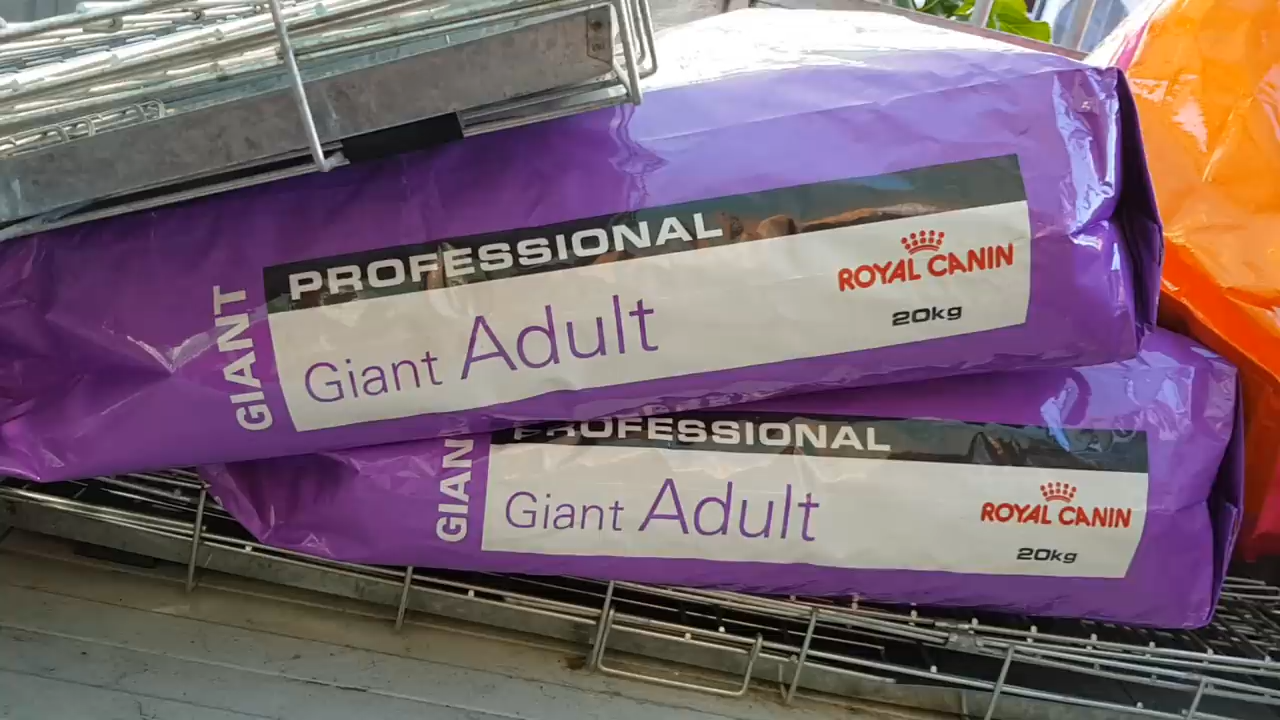 PROFESSIONAL
GIANT
Giant Adult
ROYAL CANIN
20kg
PROFESSIONAL
GIANT
Giant Adult
ROYAL CANIN
20kg